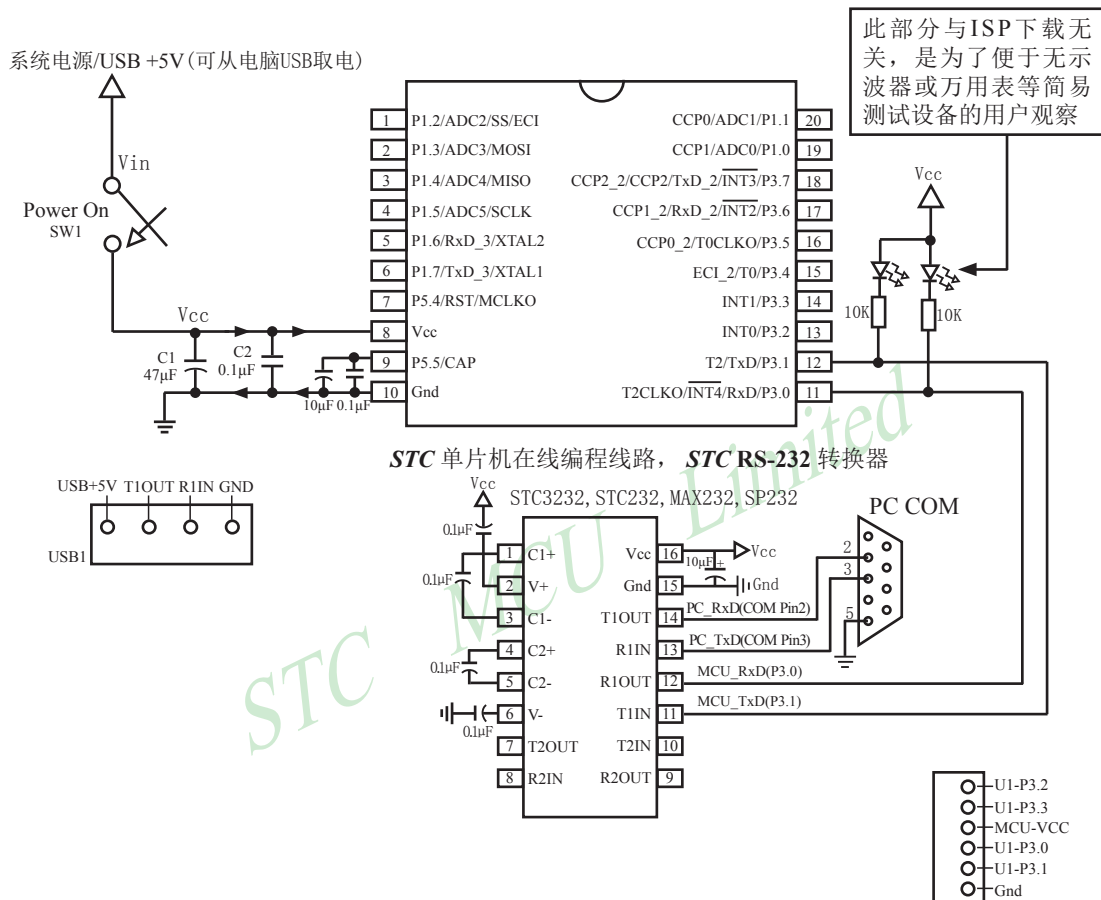 系统电源/USB +5V(可从电脑USB取电)
此部分与ISP下载无
关，是为了便于无示
波器或万用表等简易
测试设备的用户观察
Vin
Power On
SW1
Vcc
C1
47μF
C2
0.1μF
10μF 0.1μF
1 P1.2/ADC2/SS/ECI
2 P1.3/ADC3/MOSI
3 P1.4/ADC4/MISO
4 P1.5/ADC5/SCLK
5 P1.6/RxD_3/XTAL2
6 P1.7/TxD_3/XTAL1
7 P5.4/RST/MCLKO
8 Vcc
9 P5.5/CAP
10 Gnd
CCP0/ADC1/P1.1 20
CCP1/ADC0/P1.0 19
CCP2_2/CCP2/TxD_2/INT3/P3.7 18
CCP1_2/RxD_2/INT2/P3.6 17
CCP0_2/T0CLKO/P3.5 16
ECI_2/T0/P3.4 15
INT1/P3.3 14
INT0/P3.2 13
T2/TxD/P3.1 12
T2CLKO/INT4/RxD/P3.0 11
Vcc
10K
10K
STC 单片机在线编程线路， STC RS-232 转换器
STC3232,STC232,MAX232,SP232
USB+5V T1OUT R1IN GND
USB1
Vcc
0.1μF
0.1μF
0.1μF
0.1μF
1 C1+
2 V+
3 C1-
4 C2+
5 C2-
6 V-
7 T2OUT
8 R2IN
Vcc 16
Gnd 15
T1OUT 14
R1IN 13
R1OUT 12
T1IN 11
T2IN 10
R2OUT 9
10μF +
Vcc
Gnd
PC_RxD(COM Pin2)
PC_TxD(COM Pin3)
MCU_RxD(P3.0)
MCU_TxD(P3.1)
PC COM
2
3
5
STC MCU Limited
U1-P3.2
U1-P3.3
MCU-VCC
U1-P3.0
U1-P3.1
Gnd